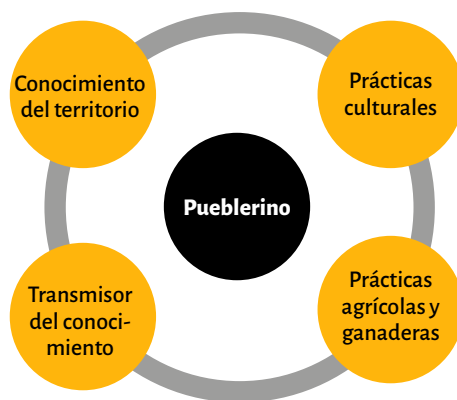 Conocimiento
del territorio
Prácticas
culturales
Pueblerino
Transmisor
del conoci-
miento
Prácticas
agrícolas y
ganaderas